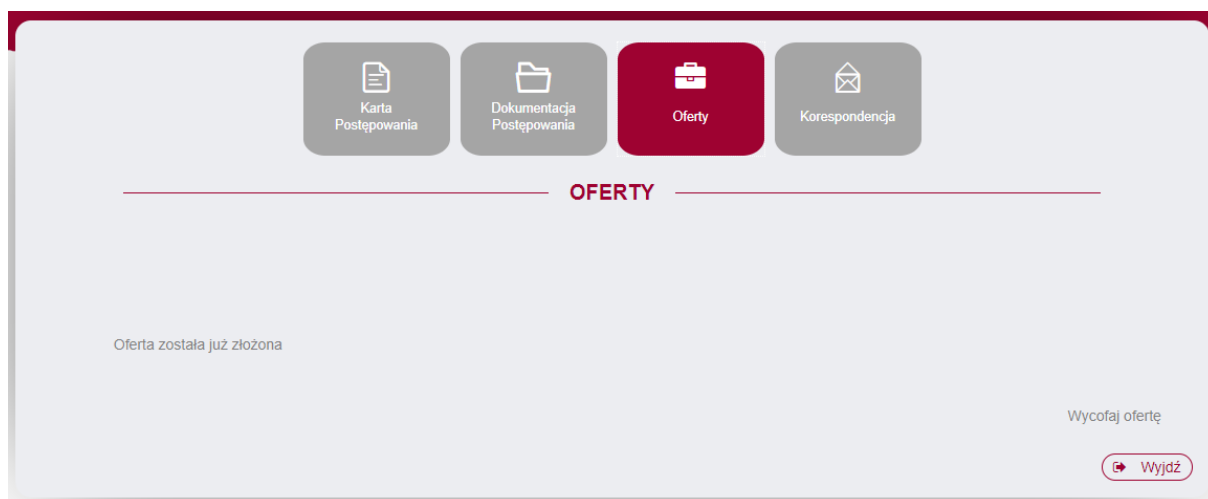 Karta
Postępowania
Dokumentacja
Postępowania
Oferty
Korespondencja
OFERTY
Oferta została już złożona
Wycofaj ofertę
Wyjdź